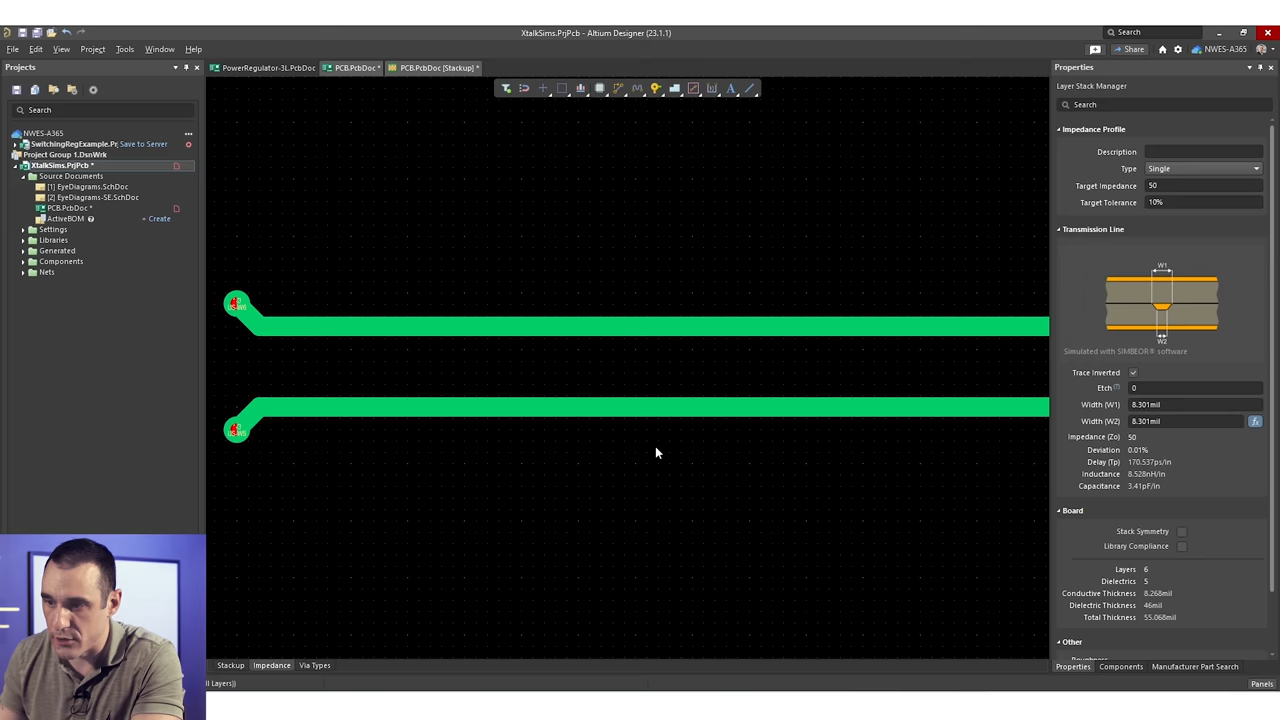 XtalkSims.PrjPcb - Altium Designer (23.1.1)
Search
File Edit View Project Tools Window Help
Share
NWES-A365
Projects
PowerRegulator-3L.PcbDoc
PCB.PcbDoc *
PCB.PcbDoc [Stackup] *
Properties
Layer Stack Manager
Search
Search
NWES-A365
SwitchingRegExample.Pr Save to Server
Project Group 1.DsnWrk
XtalkSims.PrjPcb *
Source Documents
[1] EyeDiagrams.SchDoc
[2] EyeDiagrams-SE.SchDoc
PCB.PcbDoc *
ActiveBOM + Create
Settings
Libraries
Generated
Components
Nets
Impedance Profile
Description
Type Single
Target Impedance 50
Target Tolerance 10%
Transmission Line
W1
W2
Simulated with SIMBEOR® software
Trace Inverted
Etch [?] 0
Width (W1) 8.301mil
Width (W2) 8.301mil
Impedance (Zo) 50
Deviation 0.01%
Delay (Tp) 170.537ps/in
Inductance 8.528nH/in
Capacitance 3.41pF/in
Board
Stack Symmetry
Library Compliance
Layers 6
Dielectrics 5
Conductive Thickness 8.268mil
Dielectric Thickness 46mil
Total Thickness 55.068mil
Other
Stackup Impedance Via Types
Properties Components Manufacturer Part Search
ll Layers)) Panels